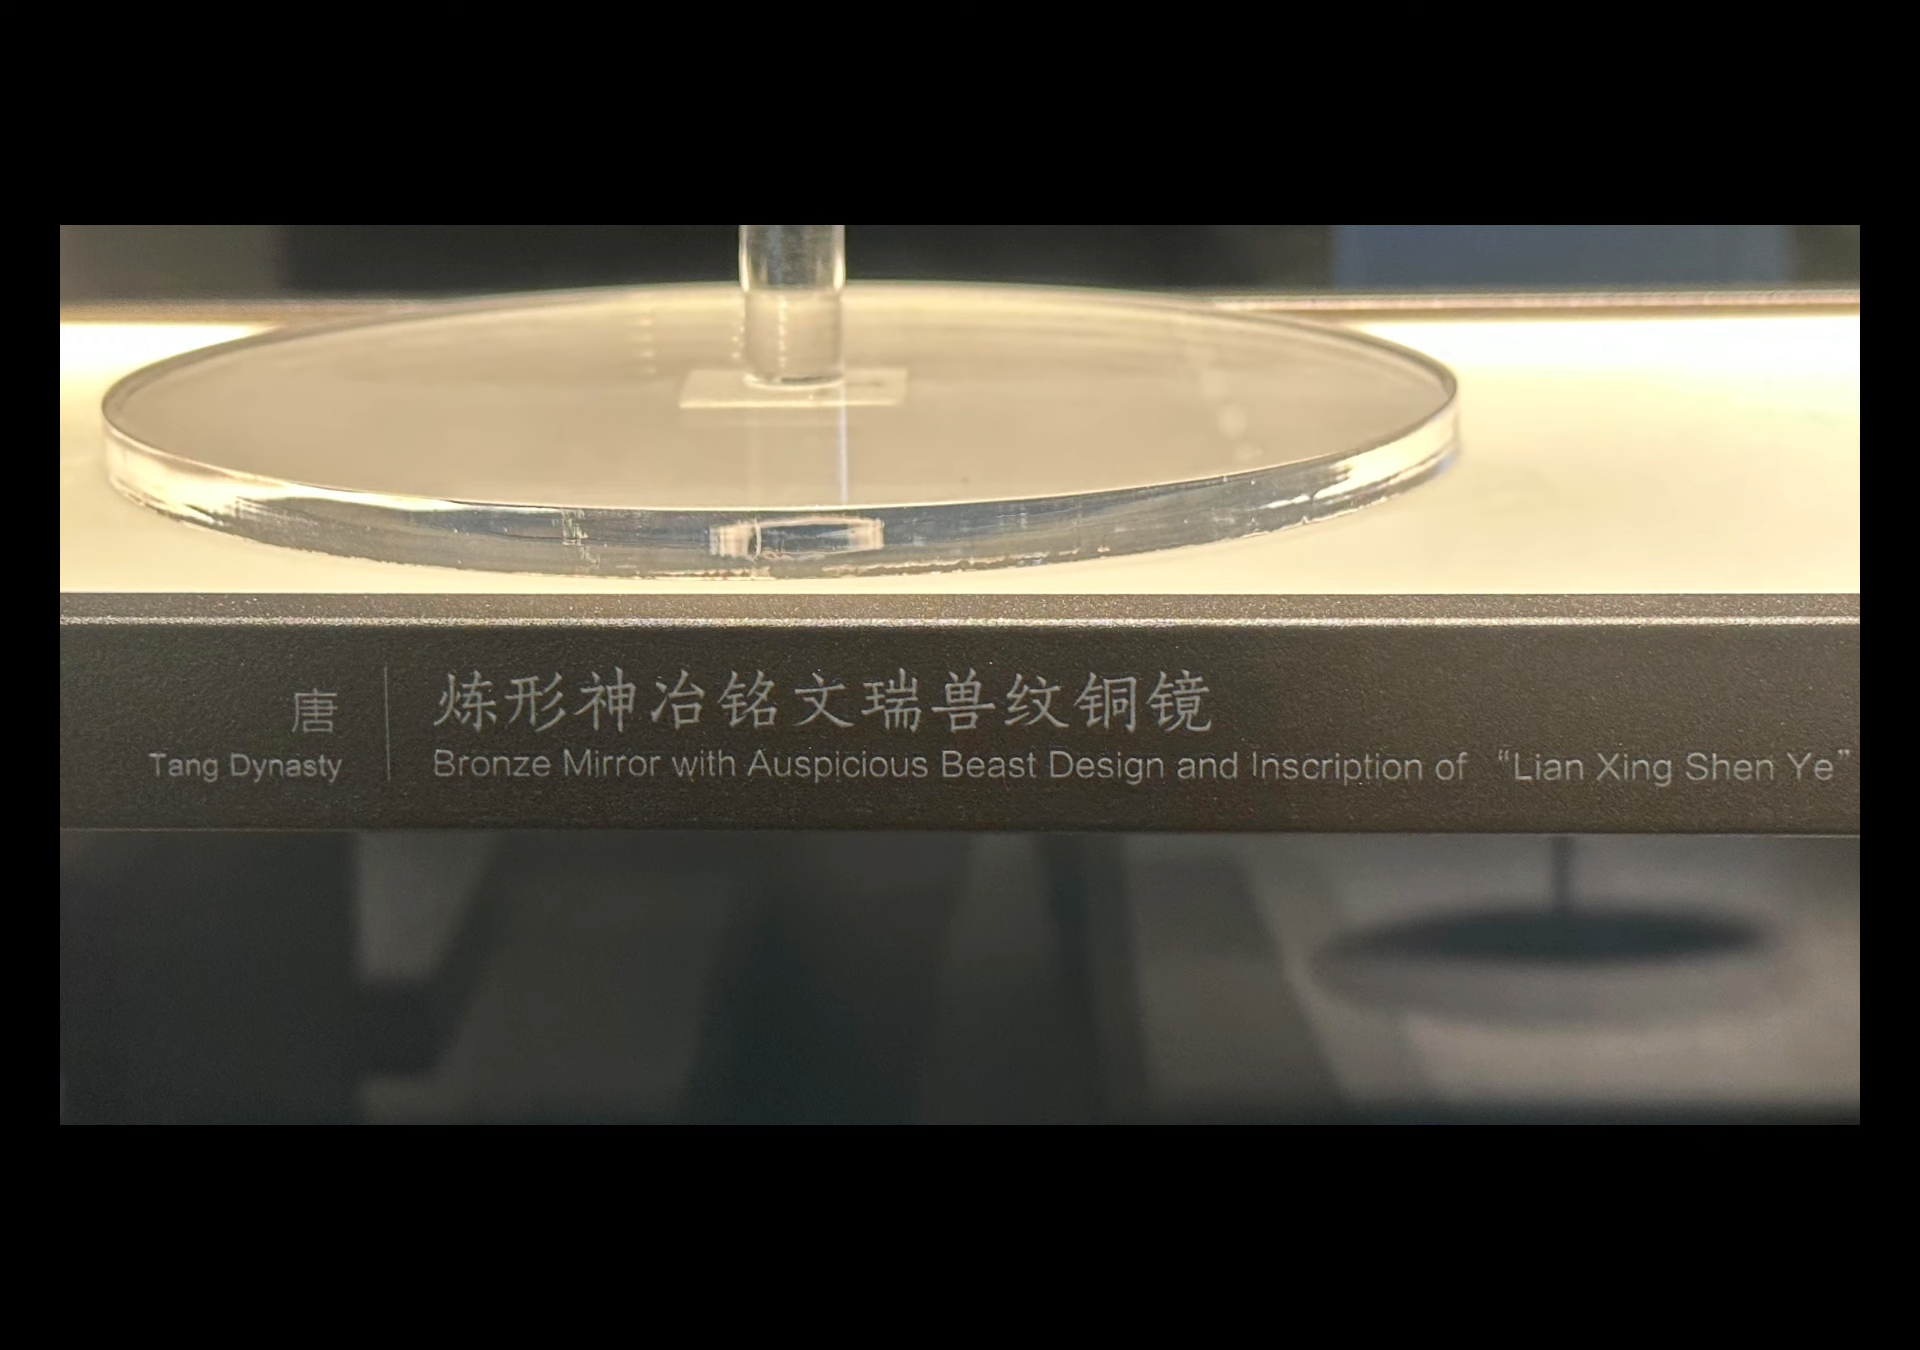 唐
Tang Dynasty
炼形神冶铭文瑞兽纹铜镜
Bronze Mirror with Auspicious Beast Design and Inscription of “Lian Xing Shen Ye”